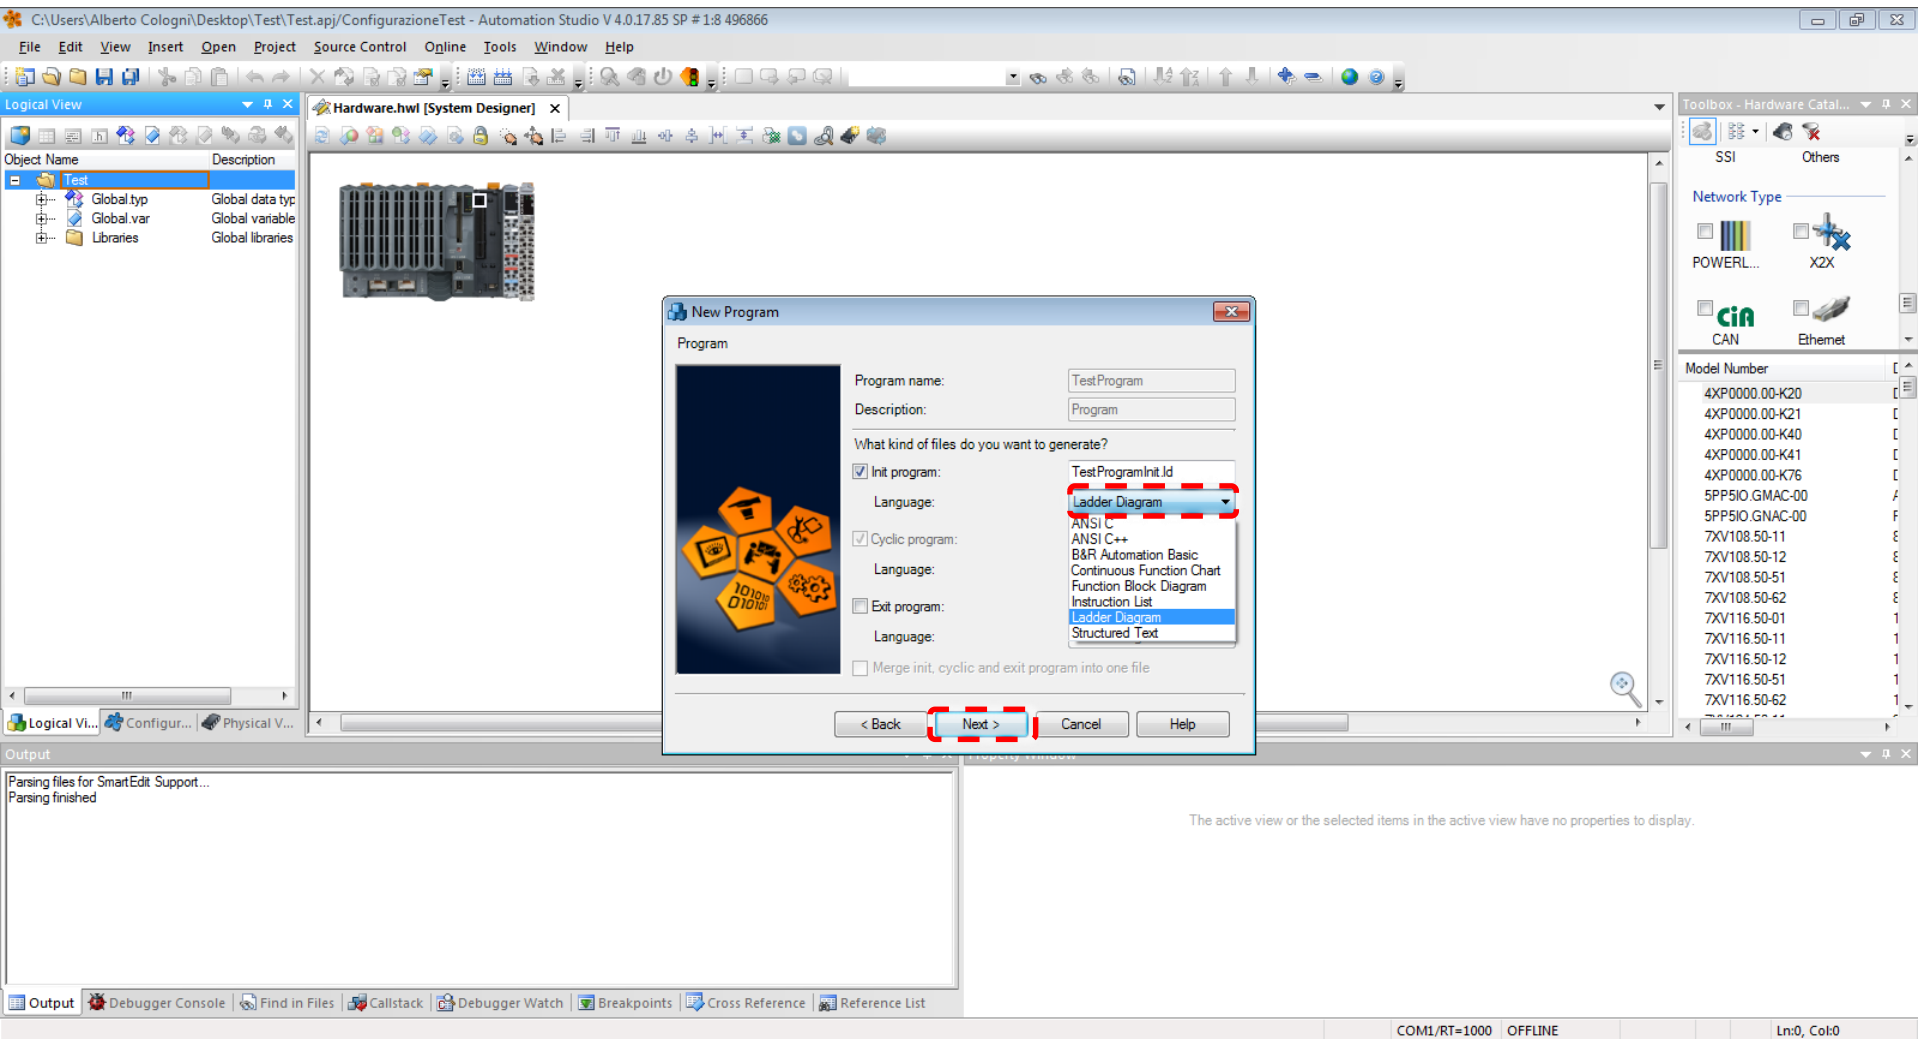 C:\Users\Alberto Cologni\Desktop\Test\Test.apj/ConfigurazioneTest - Automation Studio V 4.0.17.85 SP # 1:8 496866
File Edit View Insert Open Project Source Control Online Tools Window Help
Logical View
Object Name Description
Test
Global.typ Global data typ
Global.var Global variable
Libraries Global libraries
Logical Vi... Configur... Physical V...
Hardware.hwl [System Designer]
New Program
Program
Program name: TestProgram
Description: Program
What kind of files do you want to generate?
Init program: TestProgramInit.ld
Language: Ladder Diagram
ANSI C
ANSI C++
B&R Automation Basic
Continuous Function Chart
Function Block Diagram
Instruction List
Ladder Diagram
Structured Text
Cyclic program:
Language:
Exit program:
Language:
Merge init, cyclic and exit program into one file
< Back Next > Cancel Help
Toolbox - Hardware Catal...
SSI Others
Network Type
POWERL... X2X
CiA
CAN Ethernet
Model Number
4XP0000.00-K20
4XP0000.00-K21
4XP0000.00-K40
4XP0000.00-K41
4XP0000.00-K76
5PP5IO.GMAC-00
5PP5IO.GNAC-00
7XV108.50-11
7XV108.50-12
7XV108.50-51
7XV108.50-62
7XV116.50-01
7XV116.50-11
7XV116.50-12
7XV116.50-51
7XV116.50-62
Output
Parsing files for SmartEdit Support...
Parsing finished
Output Debugger Console Find in Files Callstack Debugger Watch Breakpoints Cross Reference Reference List
Property Window
The active view or the selected items in the active view have no properties to display.
COM1/RT=1000 OFFLINE Ln:0, Col:0